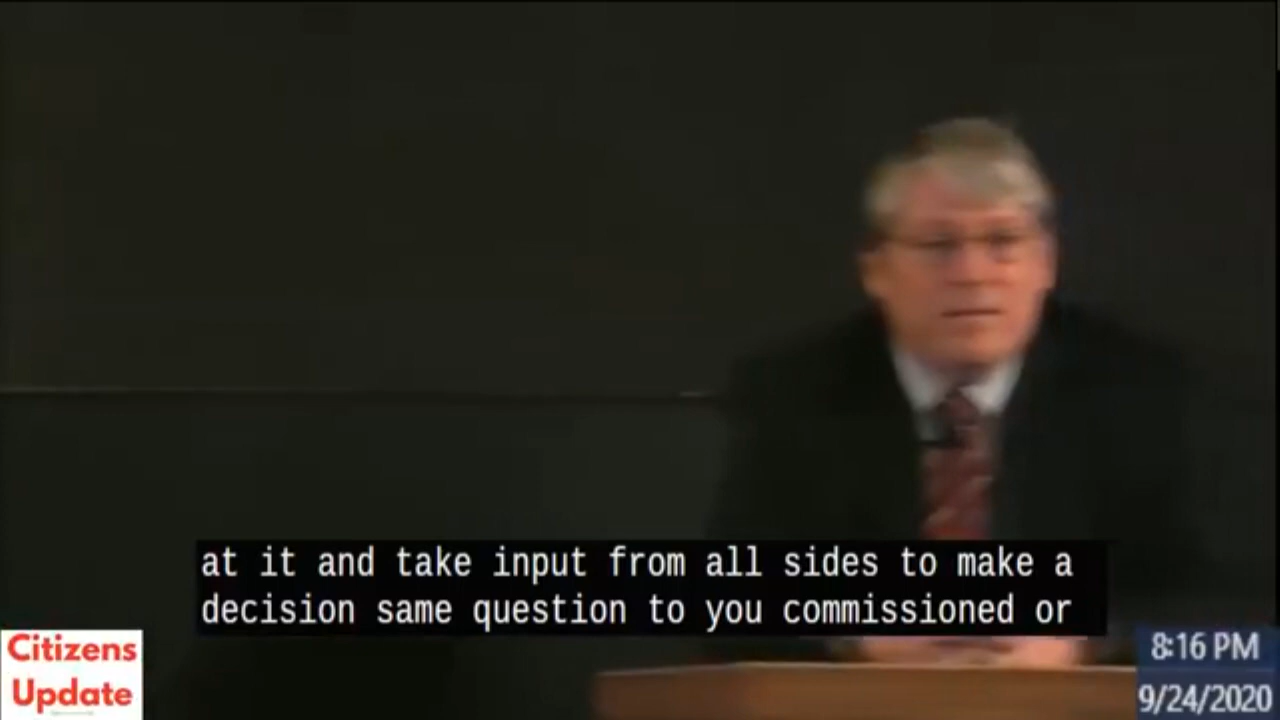 at it and take input from all sides to make a
decision same question to you commissioned or
Citizens
Update
8:16 PM
9/24/2020